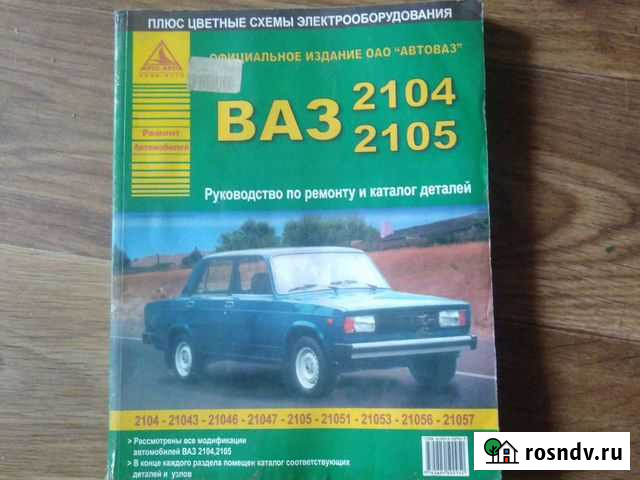 ПЛЮС ЦВЕТНЫЕ СХЕМЫ ЭЛЕКТРООБОРУДОВАНИЯ
ОФИЦИАЛЬНОЕ ИЗДАНИЕ ОАО "АВТОВАЗ"
ВАЗ 2104
2105
Ремонт
Автомобилей
Руководство по ремонту и каталог деталей
2104 - 21043 - 21046 - 21047 - 2105 - 21051 - 21053 - 21056 - 21057
> Рассмотрены все модификации
автомобилей ВАЗ 2104,2105
> В конце каждого раздела помещен каталог соответствующих
деталей и узлов
rosndv.ru